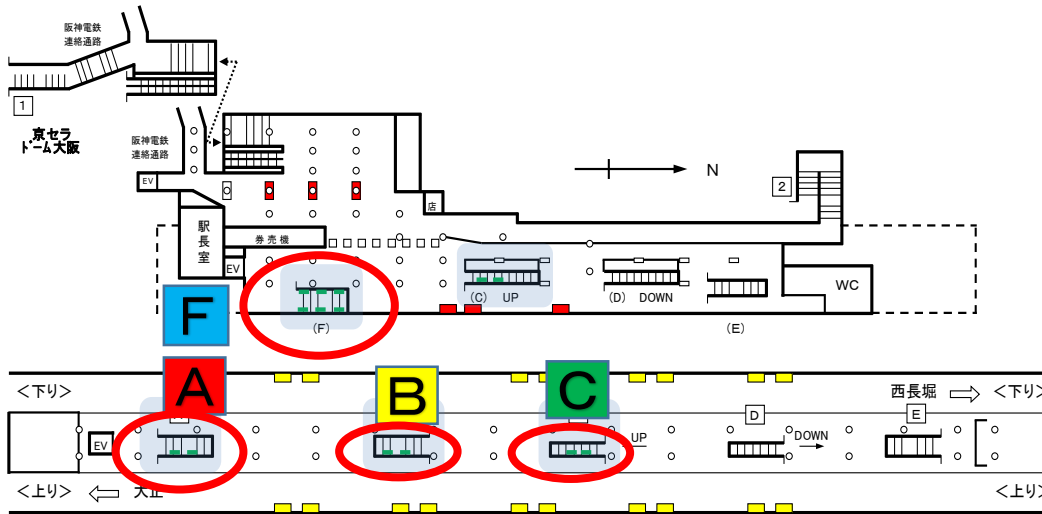 阪神電鉄
連絡通路
1
京セラ
ドーム大阪
阪神電鉄
連絡通路
EV
N
2
店
駅長室
券売機
EV
(C) UP
(D) DOWN
WC
(F)
(E)
F
A
B
C
<下り>
西長堀
<下り>
EV
UP
D
DOWN
E
<上り>
大正
<上り>